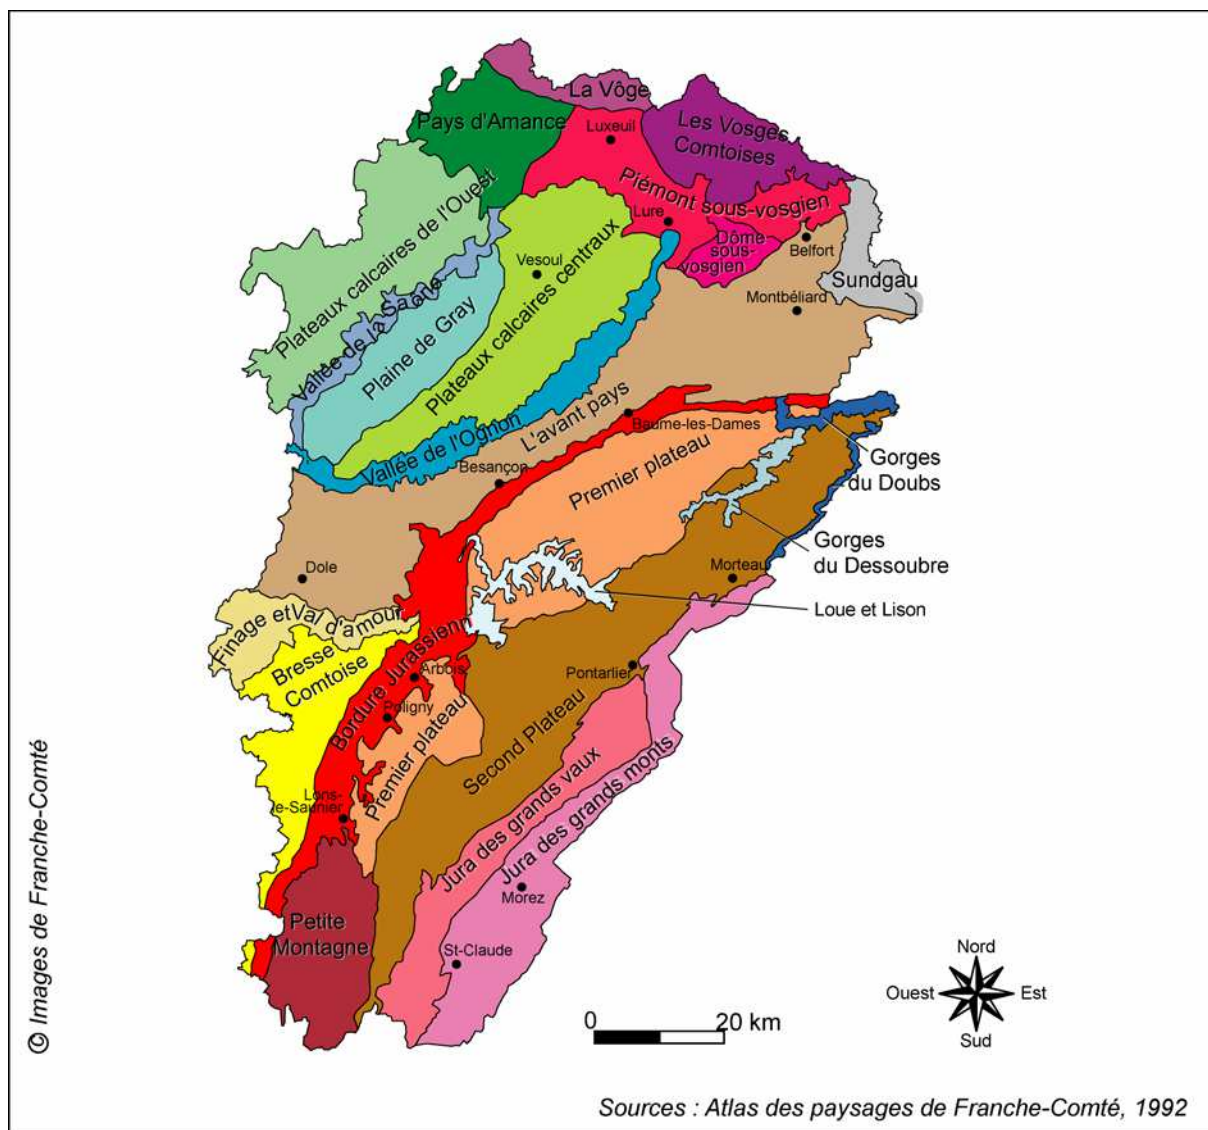 La Vôge
Pays d'Amance
Luxeuil
Les Vosges
Comtoises
Plateaux calcaires de l'Ouest
Piémont sous-vosgien
Lure
Dôme-
sous-
vosgien
Belfort
Sundgau
Vesoul
Montbéliard
Vallée de la Saône
Plaine de Gray
Plateaux calcaires centraux
L'avant pays
Vallée de l'Ognon
Baume-les-Dames
Besançon
Premier plateau
Gorges
du Doubs
Gorges
du Dessoubre
Dole
Morteau
Loue et Lison
Finage et Val d'amour
Bresse
Comtoise
Bordure Jurassienn
Arbois
Poligny
Pontarlier
Premier plateau
Second Plateau
Lons-
le-Saunier
Jura des grands vaux
Jura des grands monts
Morez
Petite
Montagne
St-Claude
Nord
Ouest
Est
Sud
0 20 km
© Images de Franche-Comté
Sources : Atlas des paysages de Franche-Comté, 1992